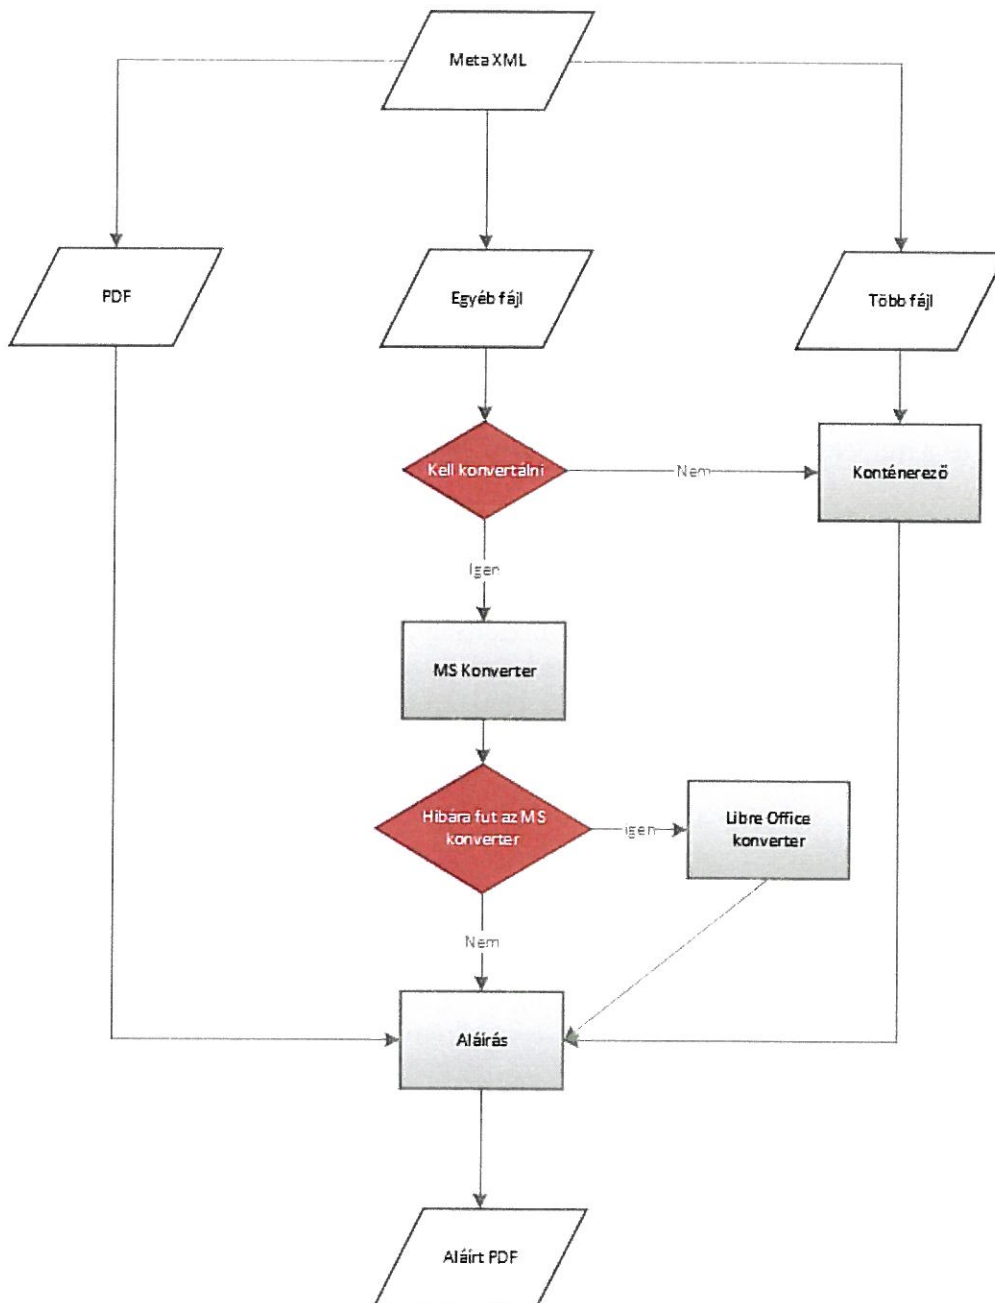 Meta XML
PDF
Egyéb fájl
Több fájl
Kell konvertálni
Nem
Konténerező
Igen
MS Konverter
Hibára fut az MS
konverter
igen
Libre Office
konverter
Nem
Aláírás
Aláírt PDF